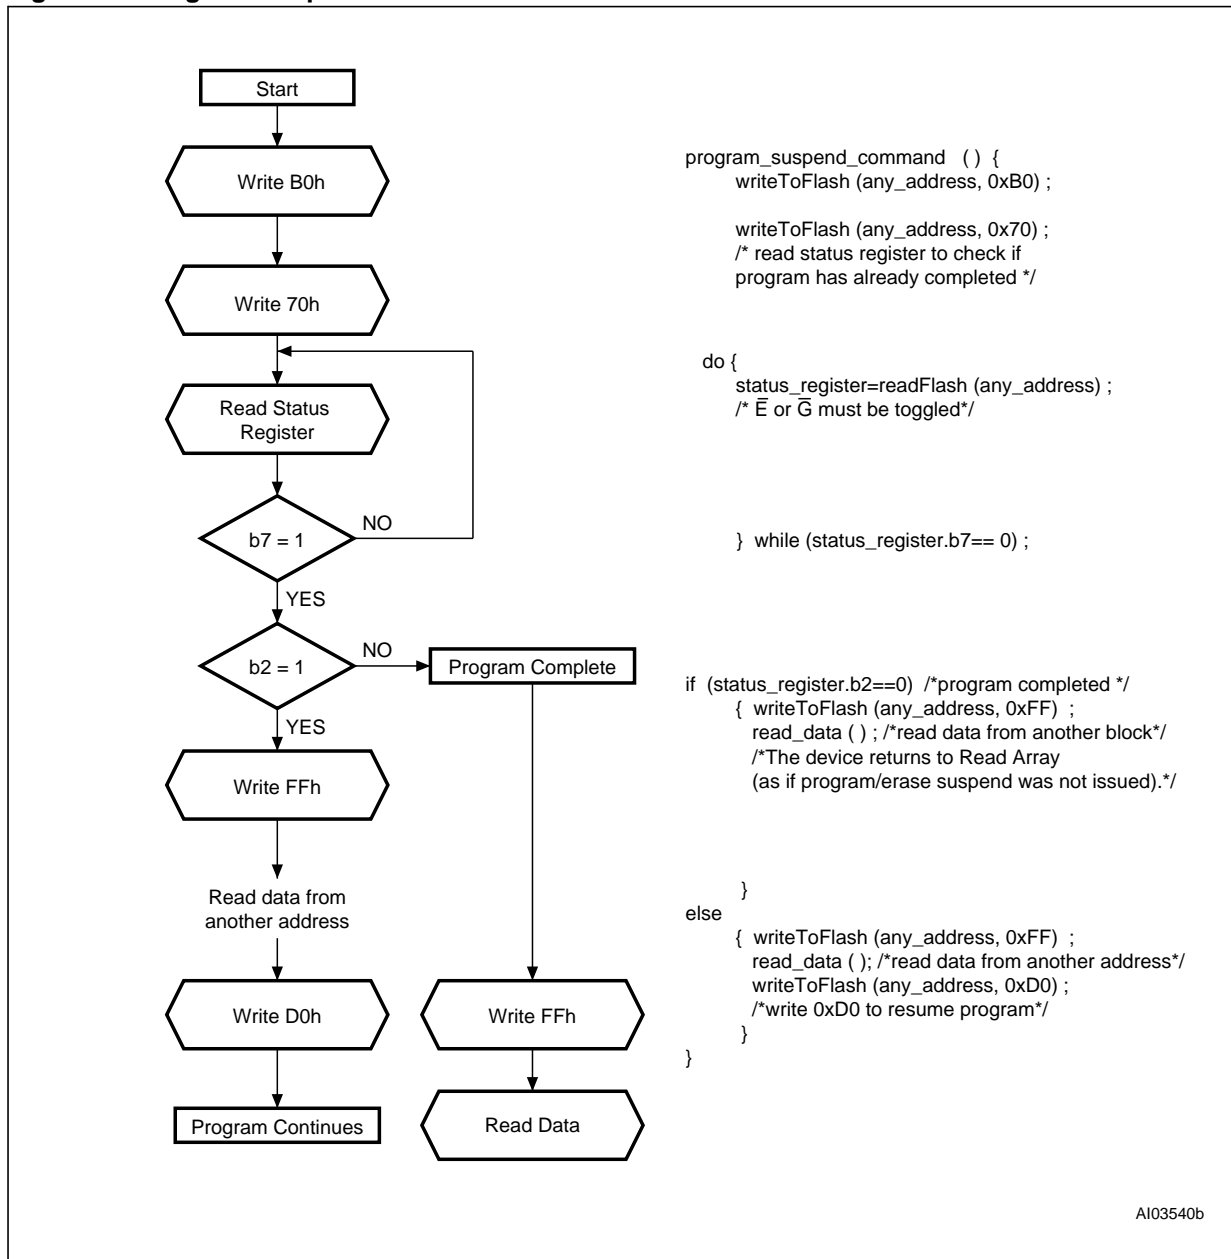 Start
Write B0h
Write 70h
Read Status
Register
b7 = 1
NO
YES
b2 = 1
NO
Program Complete
YES
Write FFh
Read data from
another address
Write D0h
Write FFh
Program Continues
Read Data
program_suspend_command ( ) {
writeToFlash (any_address, 0xB0) ;
writeToFlash (any_address, 0x70) ;
/* read status register to check if
program has already completed */
do {
status_register=readFlash (any_address) ;
/* E̅ or G̅ must be toggled*/
} while (status_register.b7== 0) ;
if (status_register.b2==0) /*program completed */
{ writeToFlash (any_address, 0xFF) ;
read_data ( ) ; /*read data from another block*/
/*The device returns to Read Array
(as if program/erase suspend was not issued).*/
}
else
{ writeToFlash (any_address, 0xFF) ;
read_data ( ); /*read data from another address*/
writeToFlash (any_address, 0xD0) ;
/*write 0xD0 to resume program*/
}
}
AI03540b